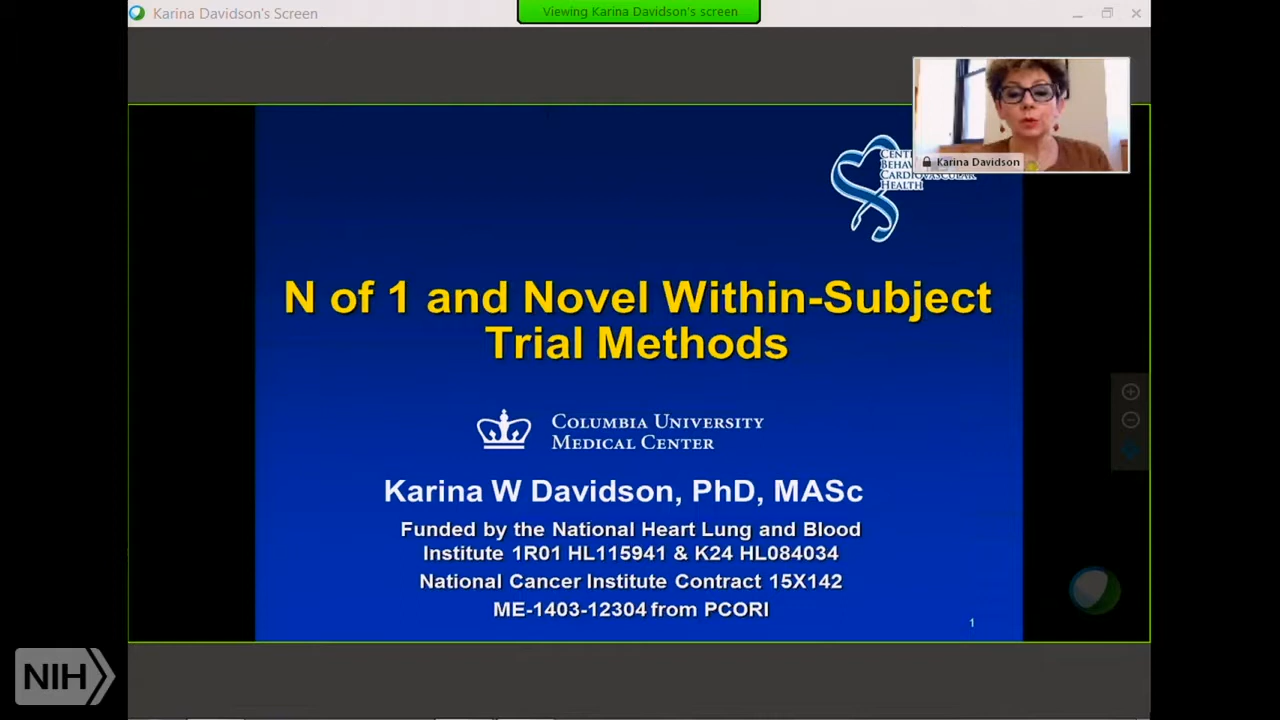 Karina Davidson's Screen
Viewing Karina Davidson's screen
Karina Davidson
CARDIOVASCULAR
HEALTH
N of 1 and Novel Within-Subject
Trial Methods
COLUMBIA UNIVERSITY
MEDICAL CENTER
Karina W Davidson, PhD, MASc
Funded by the National Heart Lung and Blood
Institute 1R01 HL115941 & K24 HL084034
National Cancer Institute Contract 15X142
ME-1403-12304 from PCORI
1
NIH